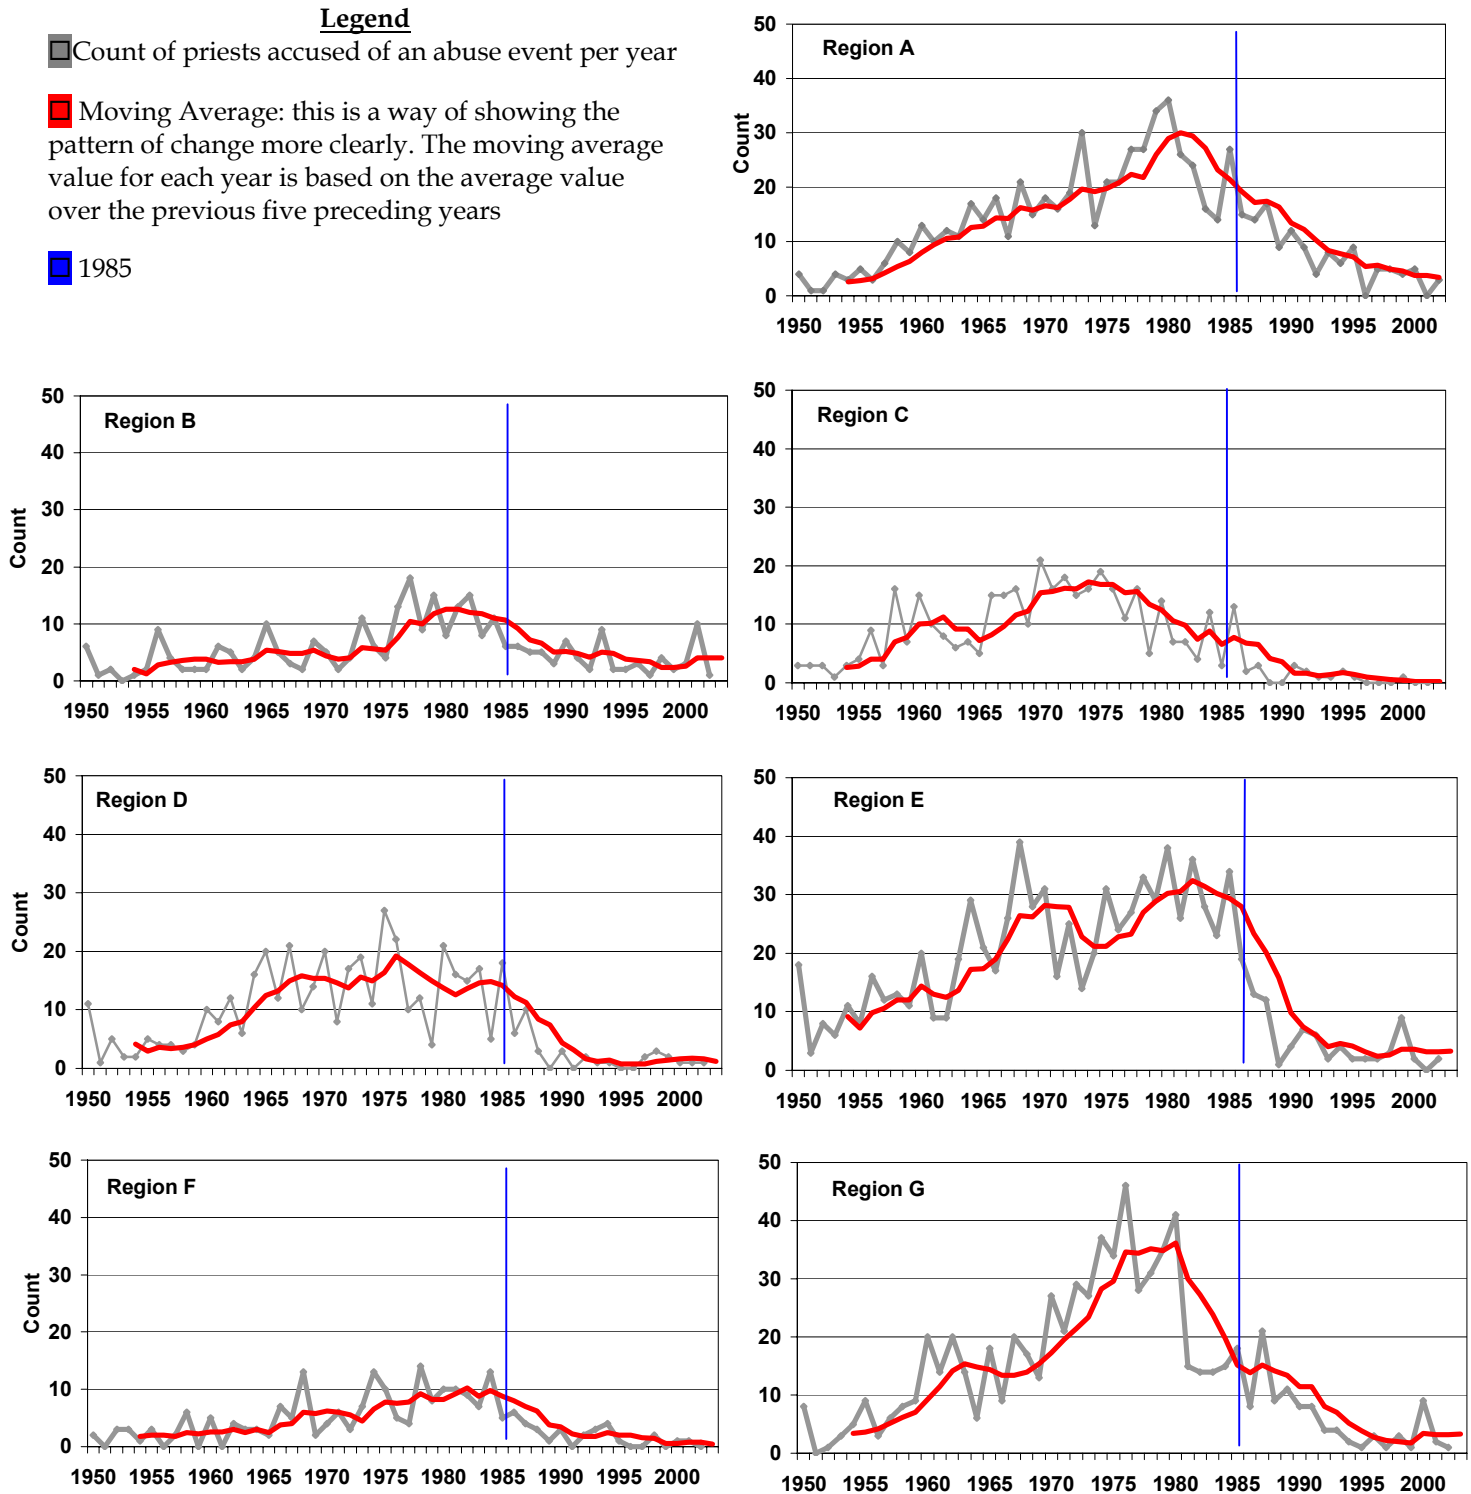 Legend
Count of priests accused of an abuse event per year
Moving Average: this is a way of showing the
pattern of change more clearly. The moving average
value for each year is based on the average value
over the previous five preceding years
1985
Region A
Count
50
40
30
20
10
0
1950 1955 1960 1965 1970 1975 1980 1985 1990 1995 2000
Region B
Count
50
40
30
20
10
0
1950 1955 1960 1965 1970 1975 1980 1985 1990 1995 2000
Region C
50
40
30
20
10
0
1950 1955 1960 1965 1970 1975 1980 1985 1990 1995 2000
Region D
Count
50
40
30
20
10
0
1950 1955 1960 1965 1970 1975 1980 1985 1990 1995 2000
Region E
50
40
30
20
10
0
1950 1955 1960 1965 1970 1975 1980 1985 1990 1995 2000
Region F
Count
50
40
30
20
10
0
1950 1955 1960 1965 1970 1975 1980 1985 1990 1995 2000
Region G
50
40
30
20
10
0
1950 1955 1960 1965 1970 1975 1980 1985 1990 1995 2000